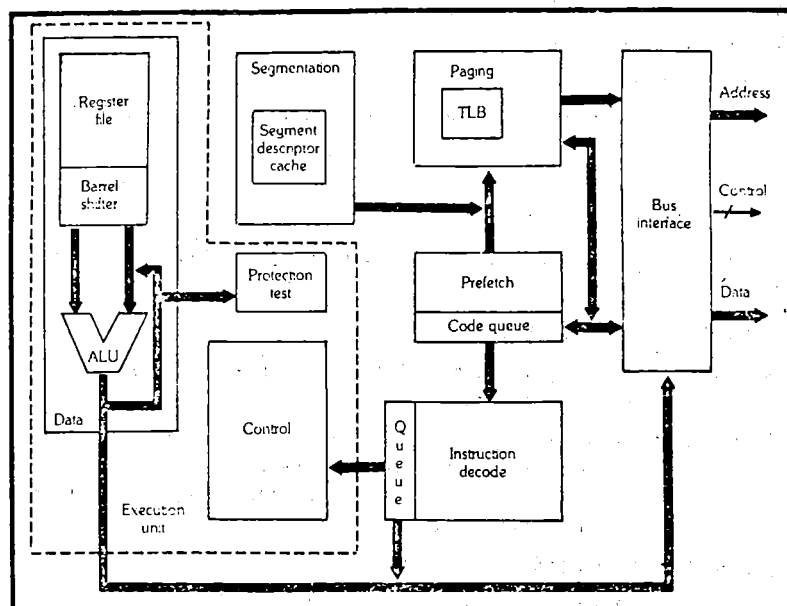 Register
file
Barrel
shifter
ALU
Data
Execution
unit
Segmentation
Segment
descriptor
cache
Protection
test
Control
Paging
TLB
Prefetch
Code queue
Queue
Instruction
decode
Bus
interface
Address
Control
Data